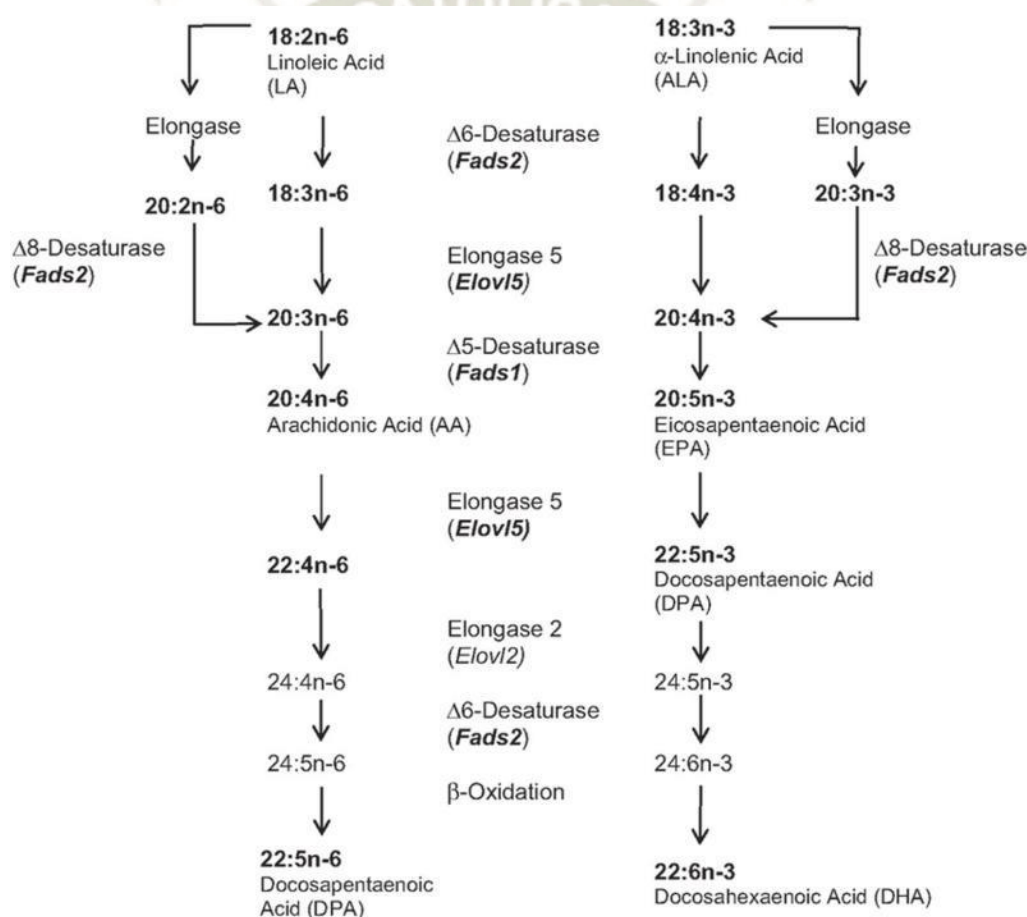 18:2n-6
Linoleic Acid
(LA)
18:3n-3
α-Linolenic Acid
(ALA)
Elongase
Δ6-Desaturase
(Fads2)
Elongase
20:2n-6
18:3n-6
18:4n-3
20:3n-3
Δ8-Desaturase
(Fads2)
Elongase 5
(Elovl5)
Δ8-Desaturase
(Fads2)
20:3n-6
20:4n-3
Δ5-Desaturase
(Fads1)
20:4n-6
Arachidonic Acid (AA)
20:5n-3
Eicosapentaenoic Acid
(EPA)
Elongase 5
(Elovl5)
22:4n-6
22:5n-3
Docosapentaenoic Acid
(DPA)
Elongase 2
(Elovl2)
24:4n-6
24:5n-3
Δ6-Desaturase
(Fads2)
24:5n-6
24:6n-3
β-Oxidation
22:5n-6
Docosapentaenoic
Acid (DPA)
22:6n-3
Docosahexaenoic Acid (DHA)